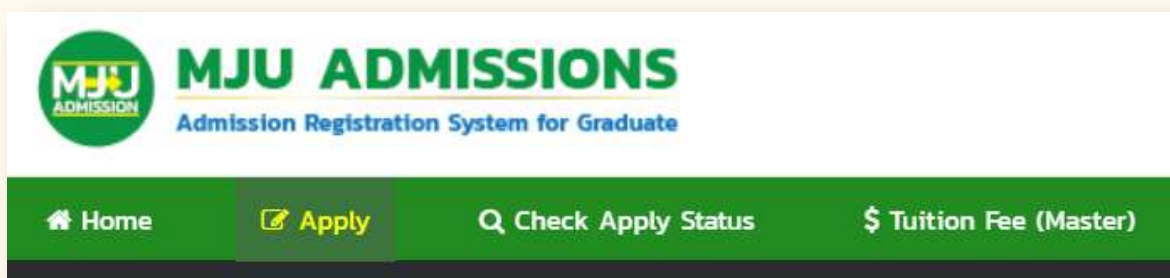 MJU
ADMISSION
MJU ADMISSIONS
Admission Registration System for Graduate
Home
Apply
Check Apply Status
$ Tuition Fee (Master)